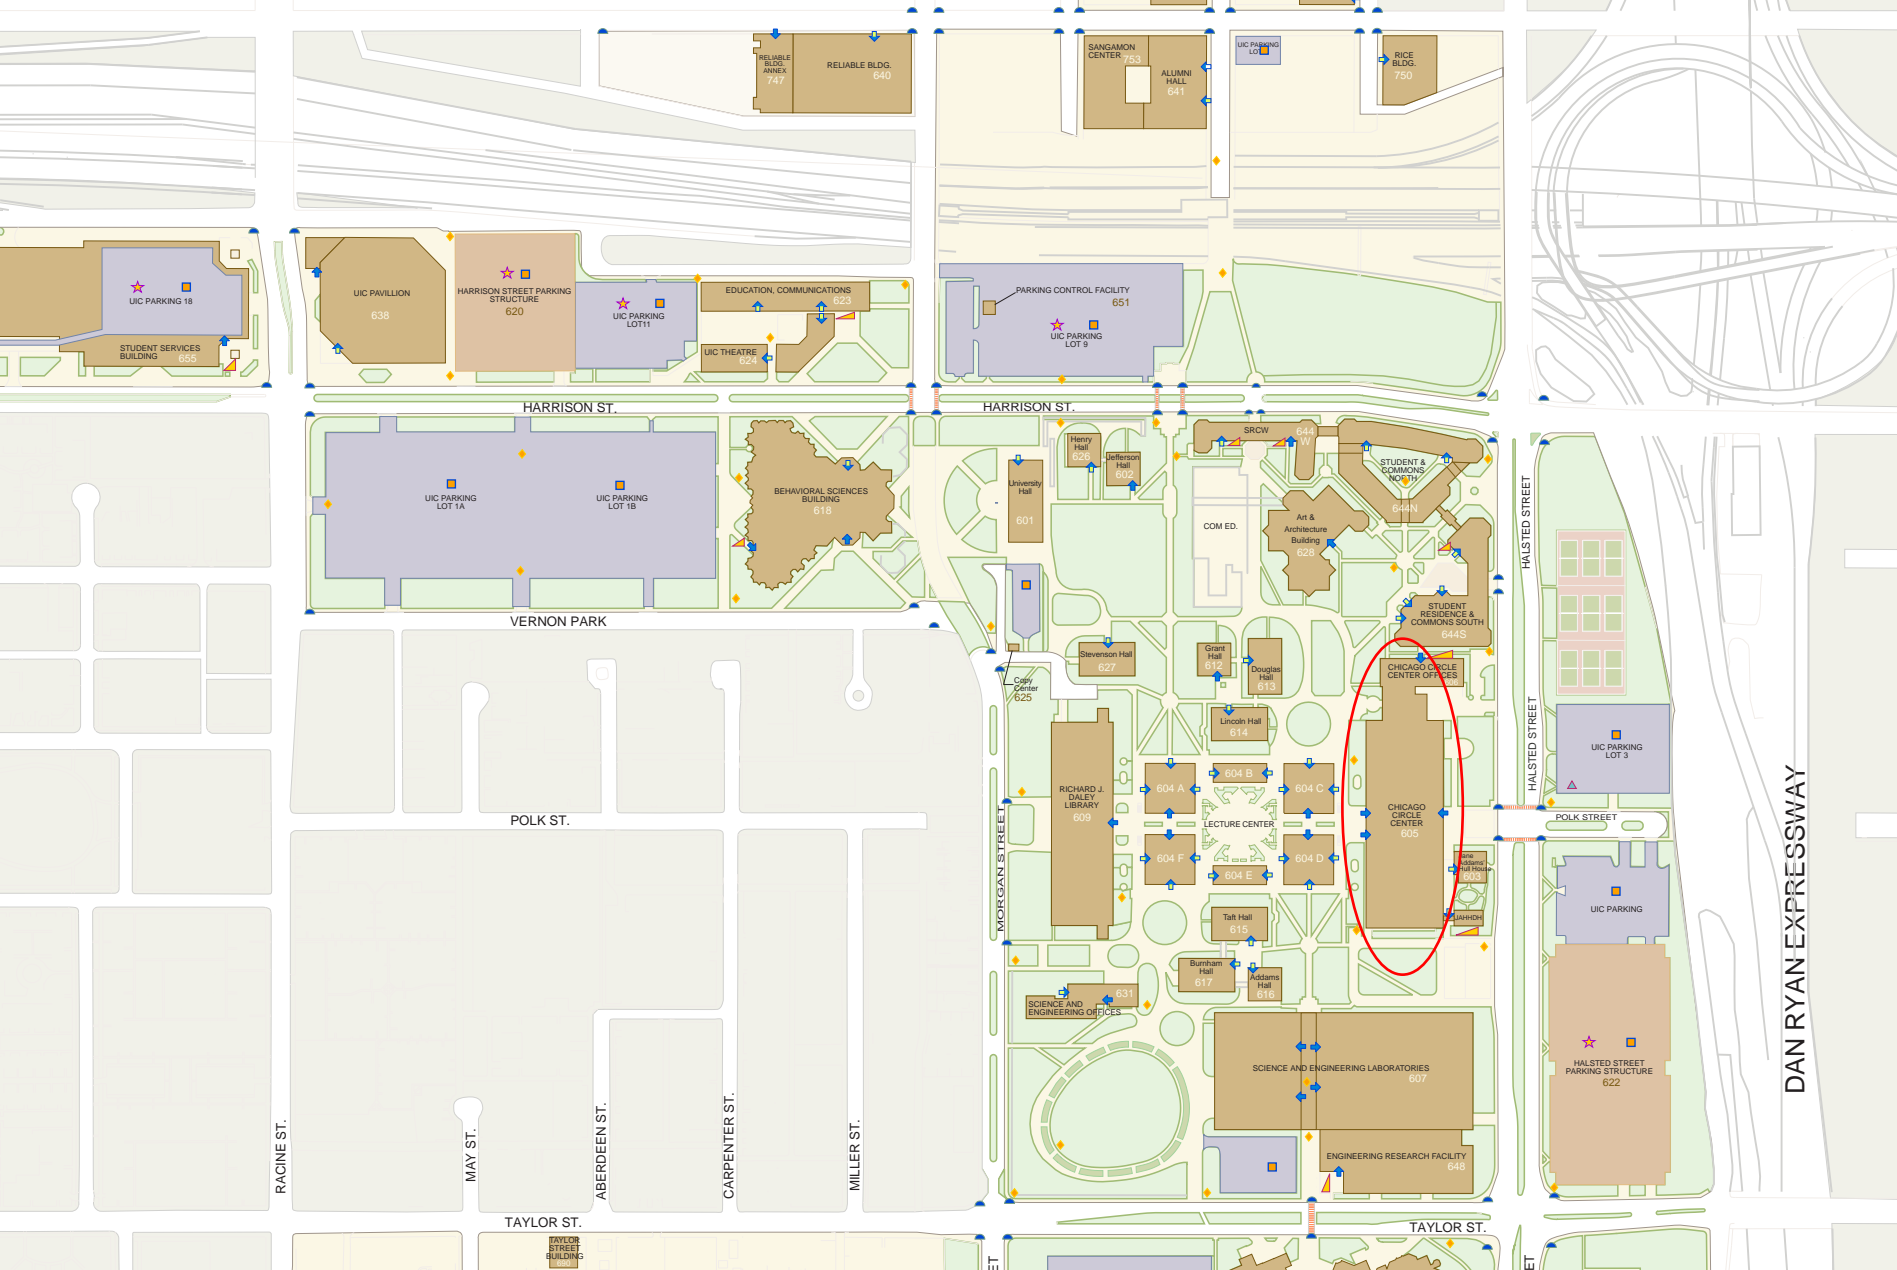 RELIABLE
BLDG.
ANNEX
747
RELIABLE BLDG.
640
SANGAMON
CENTER
753
ALUMNI
HALL
641
UIC PARKING
RICE
BLDG.
750
UIC PARKING 18
STUDENT SERVICES
BUILDING 655
UIC PAVILLION
638
HARRISON STREET PARKING
STRUCTURE
620
UIC PARKING
LOT11
EDUCATION, COMMUNICATIONS
623
UIC THEATRE
624
PARKING CONTROL FACILITY
651
UIC PARKING
LOT 9
HARRISON ST.
HARRISON ST.
UIC PARKING
LOT 1A
UIC PARKING
LOT 1B
BEHAVIORAL SCIENCES
BUILDING
618
University
Hall
601
Henry
Hall
626
Jefferson
Hall
602
SRCW
644
W
STUDENT &
COMMONS
NORTH
644N
COM ED.
Art &
Architecture
Building
628
STUDENT
RESIDENCE &
COMMONS SOUTH
644S
HALSTED STREET
VERNON PARK
Copy
Center
625
Stevenson Hall
627
Grant
Hall
612
Douglas
Hall
613
Lincoln Hall
614
CHICAGO CIRCLE
CENTER OFFICES
HALSTED STREET
UIC PARKING
LOT 3
RICHARD J.
DALEY
LIBRARY
609
604 A
604 B
604 C
LECTURE CENTER
604 F
604 E
604 D
CHICAGO
CIRCLE
CENTER
605
POLK ST.
POLK STREET
MORGAN STREET
Jane
Addams'
Hull House
603
JAHHDH
UIC PARKING
DAN RYAN EXPRESSWAY
Taft Hall
615
Burnham
Hall
617
Addams
Hall
616
631
SCIENCE AND
ENGINEERING OFFICES
SCIENCE AND ENGINEERING LABORATORIES
607
HALSTED STREET
PARKING STRUCTURE
622
ENGINEERING RESEARCH FACILITY
648
RACINE ST.
MAY ST.
ABERDEEN ST.
CARPENTER ST.
MILLER ST.
TAYLOR ST.
TAYLOR ST.
TAYLOR
STREET
BUILDING
ET
ET